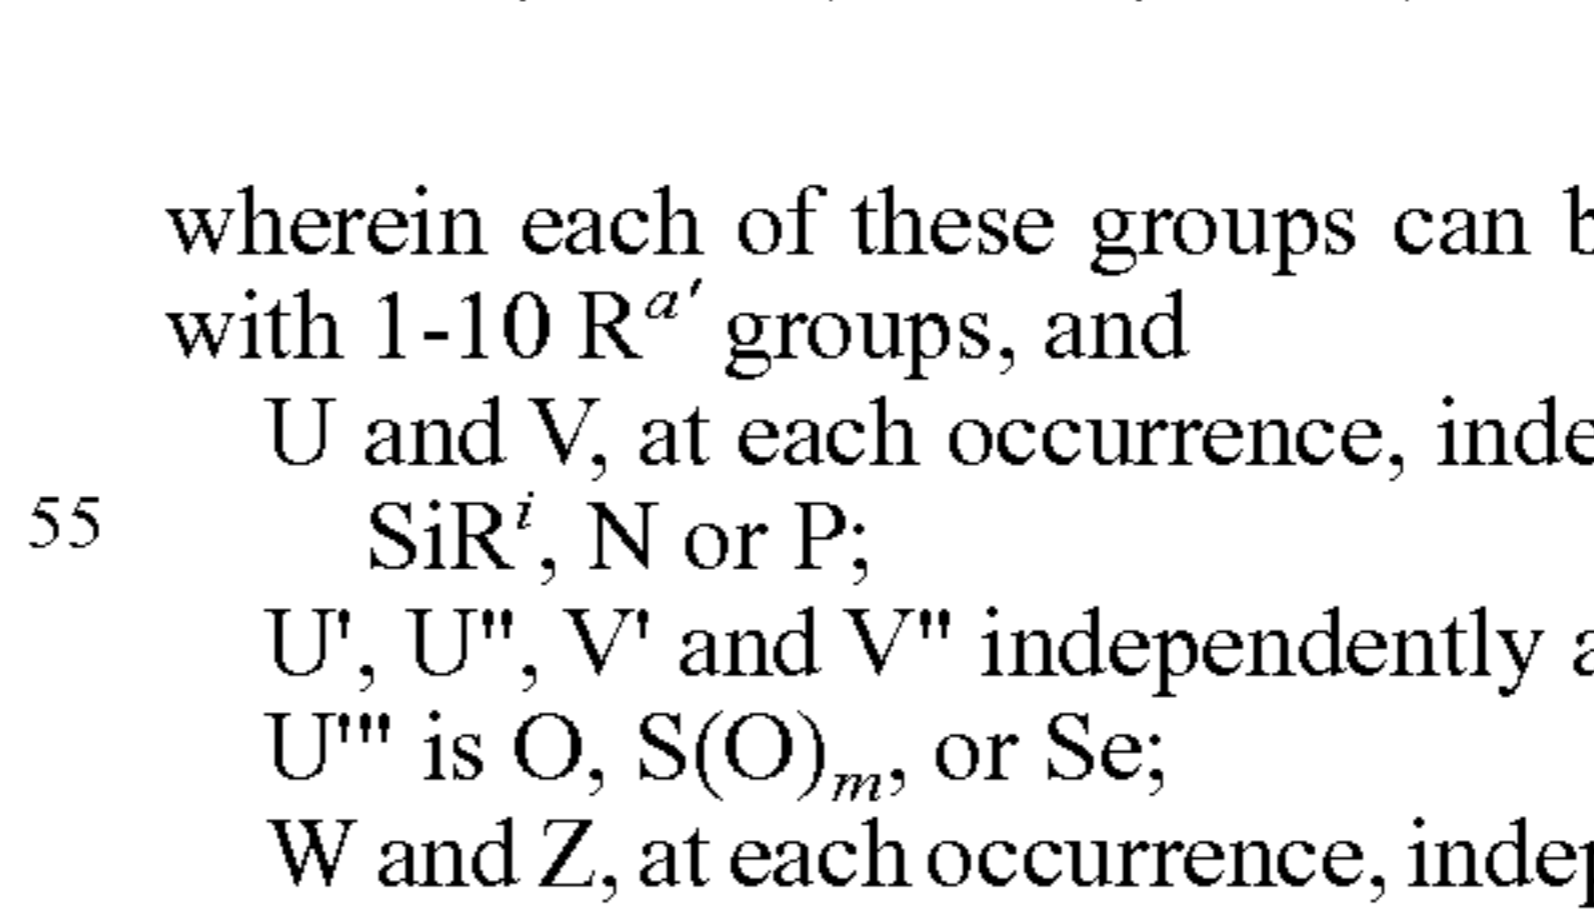 wherein each of these groups can
with 1-10 Rᵃ′ groups, and
U and V, at each occurrence, inde
55 SiRⁱ, N or P;
U', U", V' and V" independently
U'" is O, S(O)ₘ, or Se;
W and Z, at each occurrence, indep